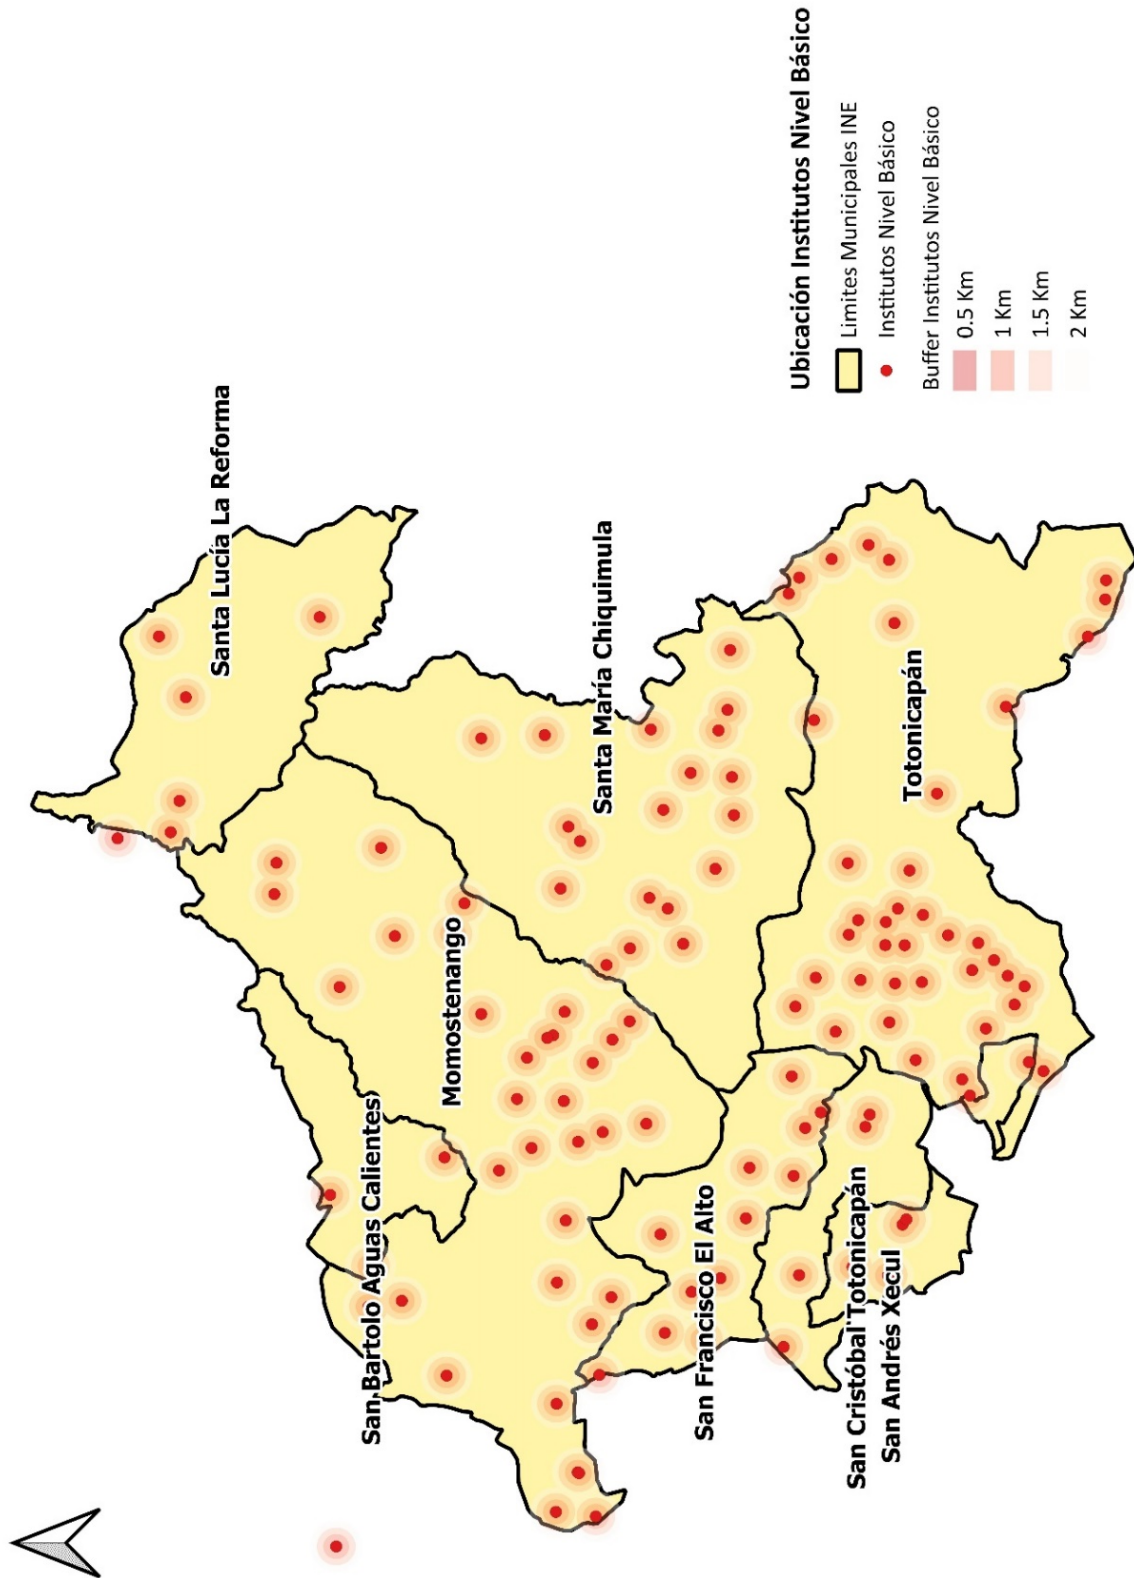 Santa Lucía La Reforma
San Bartolo Aguas Calientes
Momostenango
Santa María Chiquimula
San Francisco El Alto
Totonicapán
San Cristóbal Totonicapán
San Andrés Xecul
Ubicación Institutos Nivel Básico
Limites Municipales INE
Institutos Nivel Básico
Buffer Institutos Nivel Básico
0.5 Km
1 Km
1.5 Km
2 Km